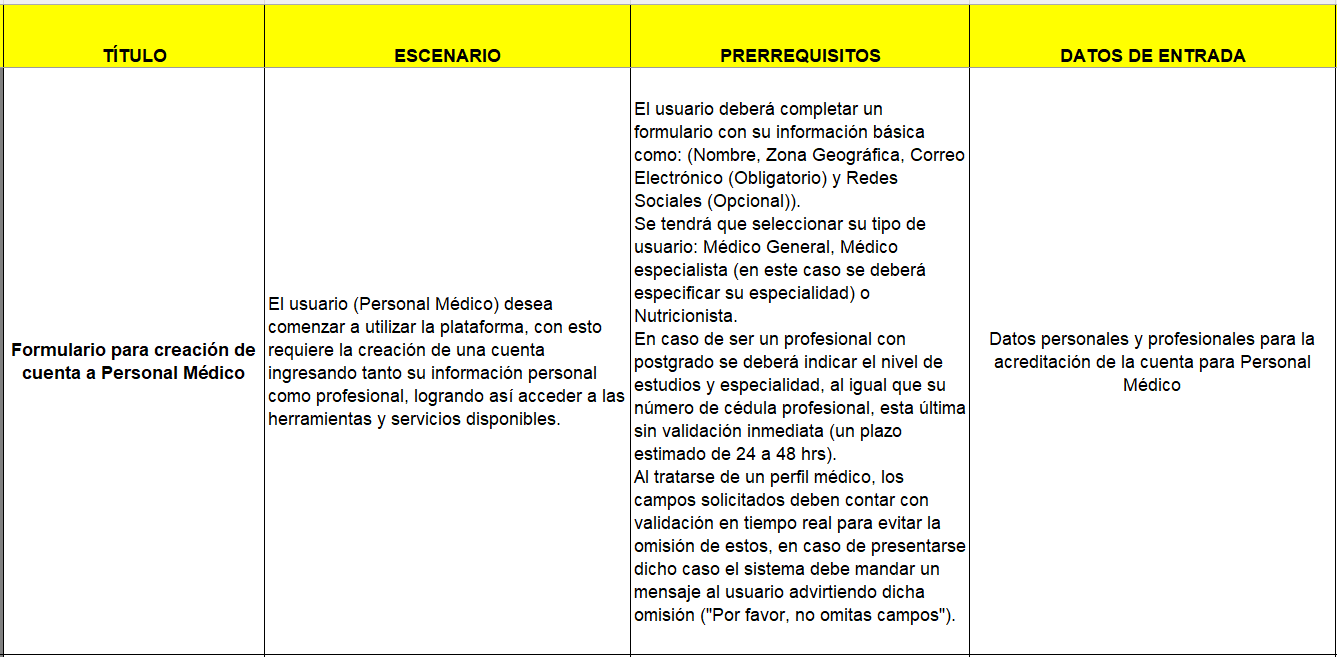 TÍTULO
ESCENARIO
PRERREQUISITOS
DATOS DE ENTRADA
Formulario para creación de
cuenta a Personal Médico
El usuario (Personal Médico) desea
comenzar a utilizar la plataforma, con esto
requiere la creación de una cuenta
ingresando tanto su información personal
como profesional, logrando así acceder a las
herramientas y servicios disponibles.
El usuario deberá completar un
formulario con su información básica
como: (Nombre, Zona Geográfica, Correo
Electrónico (Obligatorio) y Redes
Sociales (Opcional)).
Se tendrá que seleccionar su tipo de
usuario: Médico General, Médico
especialista (en este caso se deberá
especificar su especialidad) o
Nutricionista.
En caso de ser un profesional con
postgrado se deberá indicar el nivel de
estudios y especialidad, al igual que su
número de cédula profesional, esta última
sin validación inmediata (un plazo
estimado de 24 a 48 hrs).
Al tratarse de un perfil médico, los
campos solicitados deben contar con
validación en tiempo real para evitar la
omisión de estos, en caso de presentarse
dicho caso el sistema debe mandar un
mensaje al usuario advirtiendo dicha
omisión ("Por favor, no omitas campos").
Datos personales y profesionales para la
acreditación de la cuenta para Personal
Médico